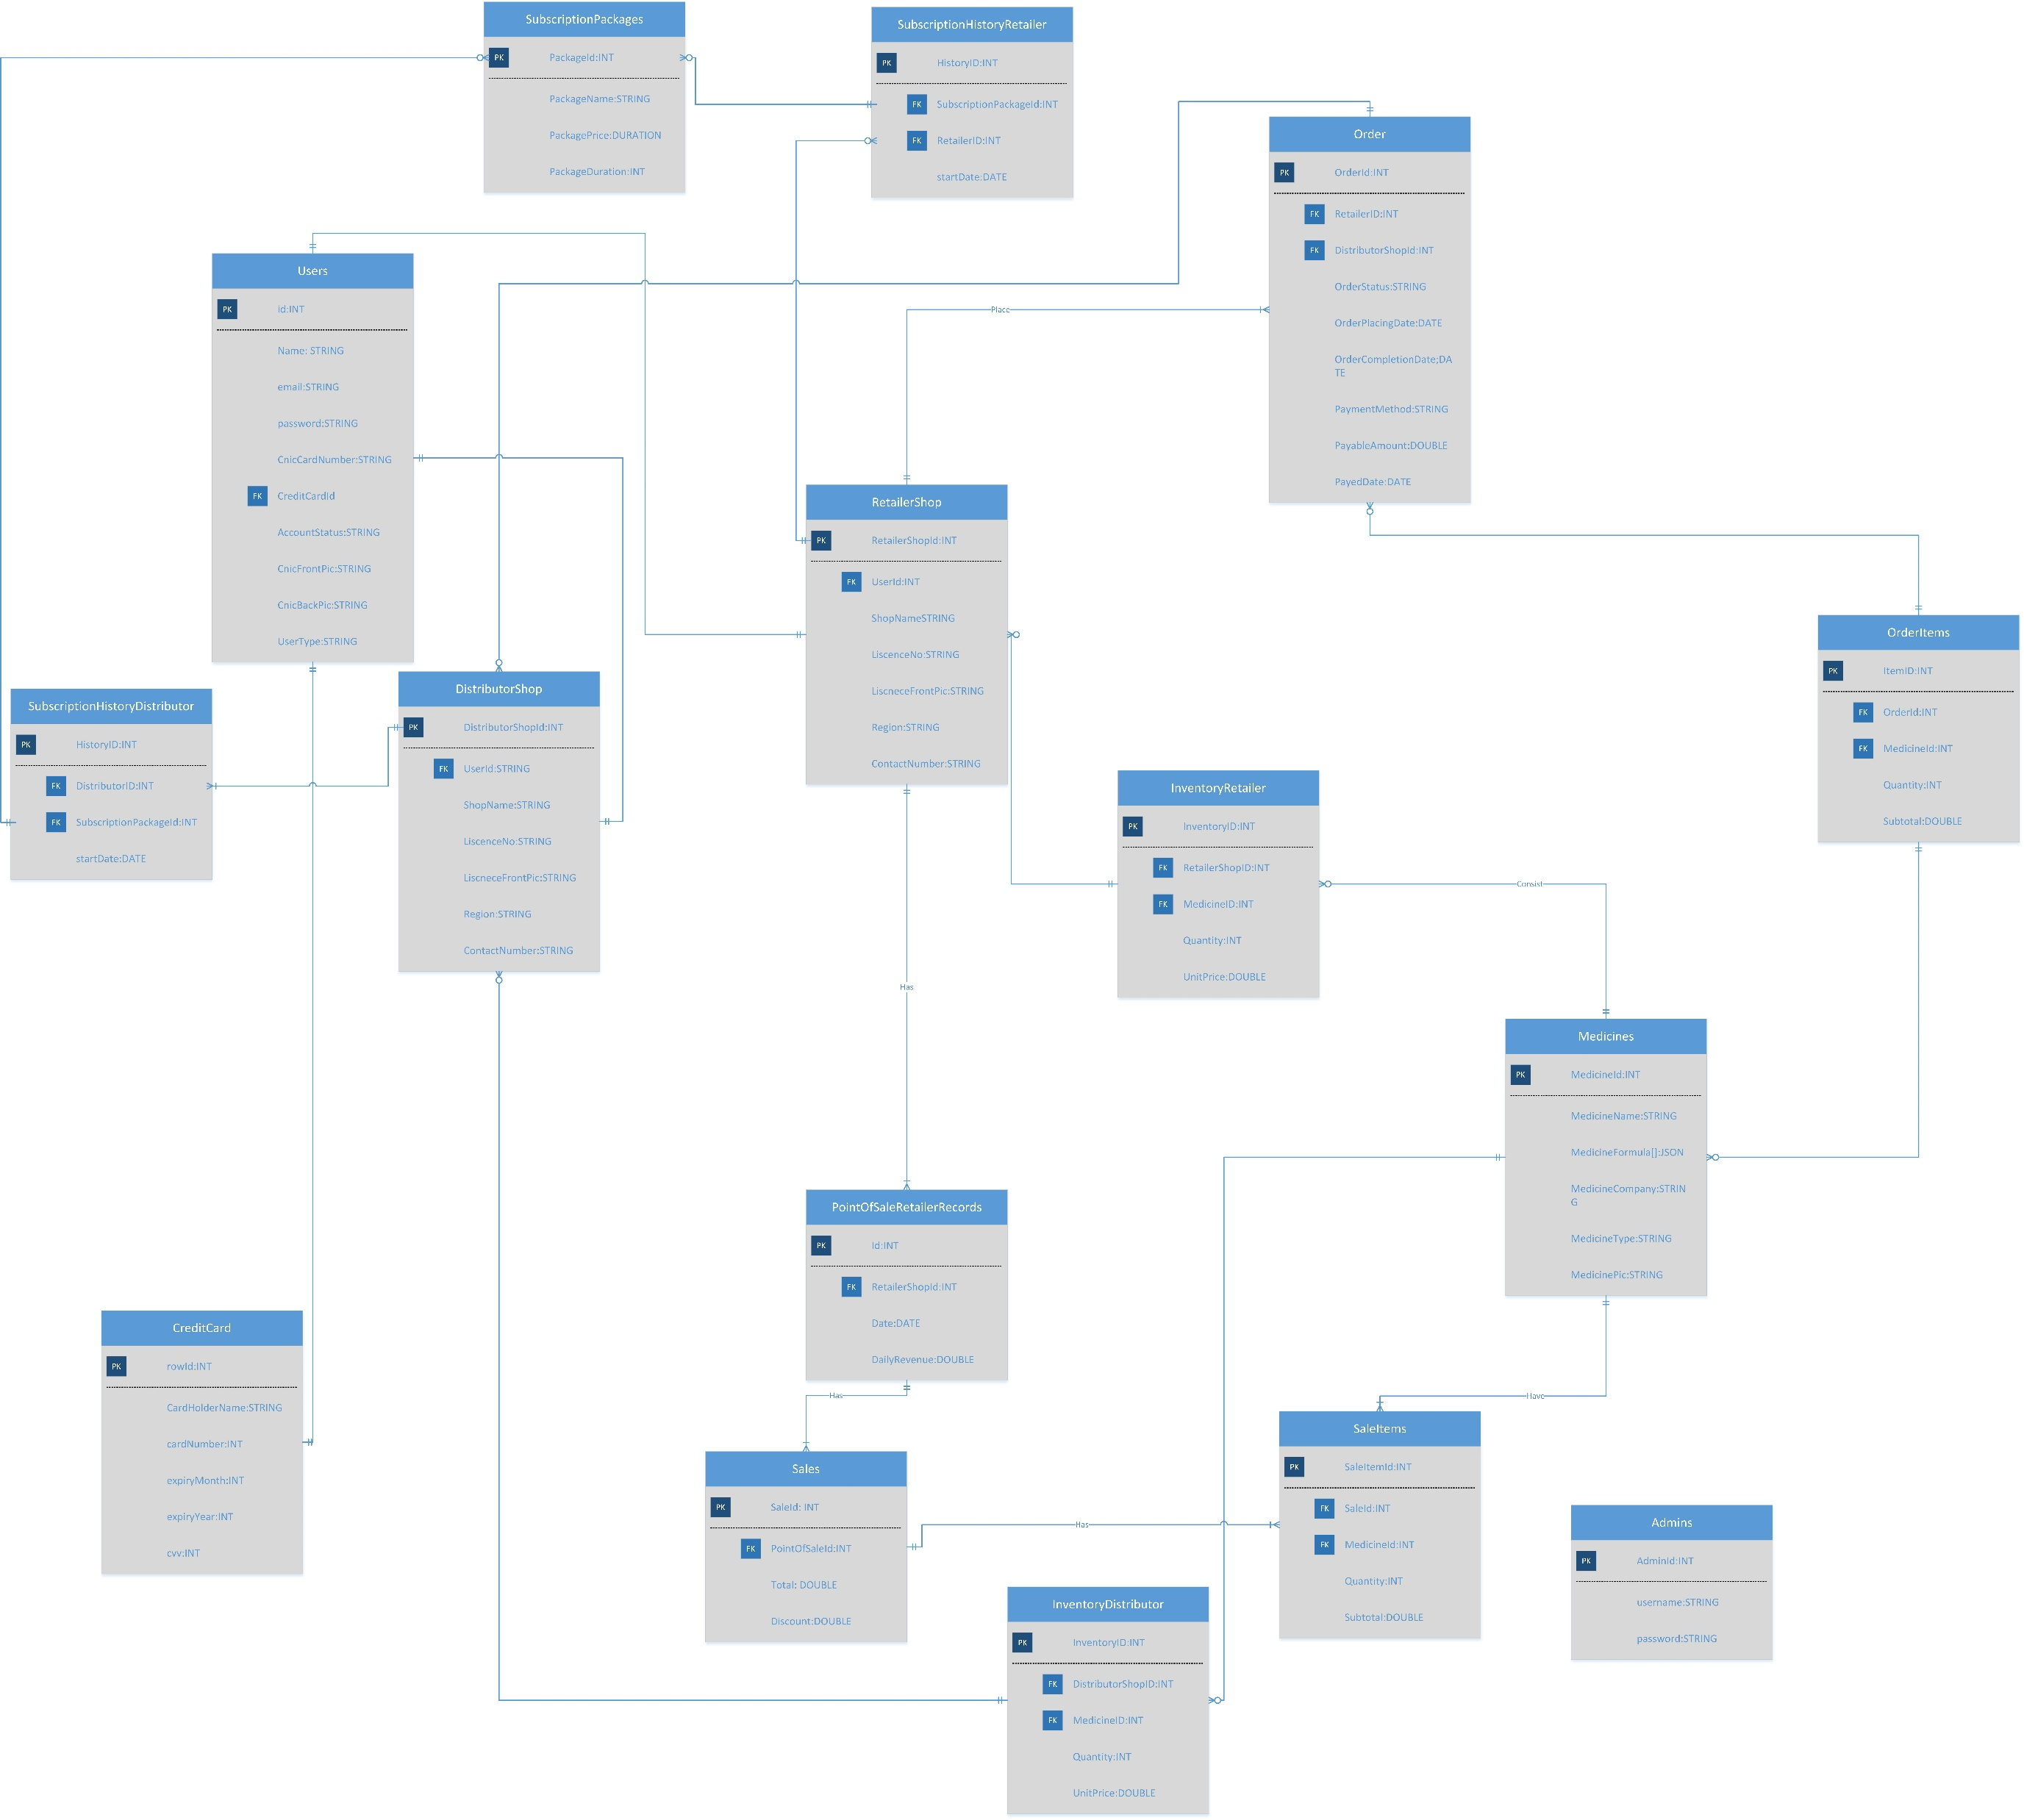 SubscriptionPackages
PK PackageId:INT
PackageName:STRING
PackagePrice:DURATION
PackageDuration:INT
SubscriptionHistoryRetailer
PK HistoryID:INT
FK SubscriptionPackageId:INT
FK RetailerID:INT
startDate:DATE
Order
PK OrderId:INT
FK RetailerID:INT
FK DistributorShopId:INT
OrderStatus:STRING
OrderPlacingDate:DATE
OrderCompletionDate;DA
TE
PaymentMethod:STRING
PayableAmount:DOUBLE
PayedDate:DATE
Users
PK id:INT
Name: STRING
email:STRING
password:STRING
CnicCardNumber:STRING
FK CreditCardId
AccountStatus:STRING
CnicFrontPic:STRING
CnicBackPic:STRING
UserType:STRING
Place
RetailerShop
PK RetailerShopId:INT
FK UserId:INT
ShopNameSTRING
LiscenceNo:STRING
LiscneceFrontPic:STRING
Region:STRING
ContactNumber:STRING
OrderItems
PK ItemID:INT
FK OrderId:INT
FK MedicineId:INT
Quantity:INT
Subtotal:DOUBLE
SubscriptionHistoryDistributor
PK HistoryID:INT
FK DistributorID:INT
FK SubscriptionPackageId:INT
startDate:DATE
DistributorShop
PK DistributorShopId:INT
FK UserId:STRING
ShopName:STRING
LiscenceNo:STRING
LiscneceFrontPic:STRING
Region:STRING
ContactNumber:STRING
InventoryRetailer
PK InventoryID:INT
FK RetailerShopID:INT
FK MedicineID:INT
Quantity:INT
UnitPrice:DOUBLE
Consist
Has
Medicines
PK MedicineId:INT
MedicineName:STRING
MedicineFormula[]:JSON
MedicineCompany:STRIN
G
MedicineType:STRING
MedicinePic:STRING
PointOfSaleRetailerRecords
PK Id:INT
FK RetailerShopId:INT
Date:DATE
DailyRevenue:DOUBLE
CreditCard
PK rowId:INT
CardHolderName:STRING
cardNumber:INT
expiryMonth:INT
expiryYear:INT
cvv:INT
Has
Have
Sales
PK SaleId: INT
FK PointOfSaleId:INT
Total: DOUBLE
Discount:DOUBLE
Has
SaleItems
PK SaleItemId:INT
FK SaleId:INT
FK MedicineId:INT
Quantity:INT
Subtotal:DOUBLE
Admins
PK AdminId:INT
username:STRING
password:STRING
InventoryDistributor
PK InventoryID:INT
FK DistributorShopID:INT
FK MedicineID:INT
Quantity:INT
UnitPrice:DOUBLE